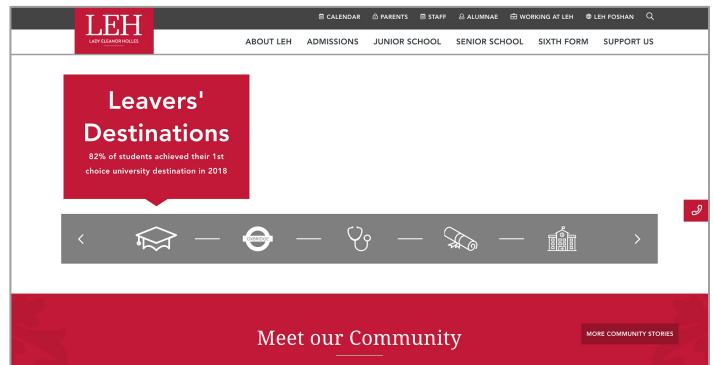 CALENDAR PARENTS STAFF ALUMNAE WORKING AT LEH LEH FOSHAN
LEH
LADY ELEANOR HOLLES
ABOUT LEH ADMISSIONS JUNIOR SCHOOL SENIOR SCHOOL SIXTH FORM SUPPORT US
Leavers'
Destinations
82% of students achieved their 1st
choice university destination in 2018
OXBRIDGE
Meet our Community
MORE COMMUNITY STORIES